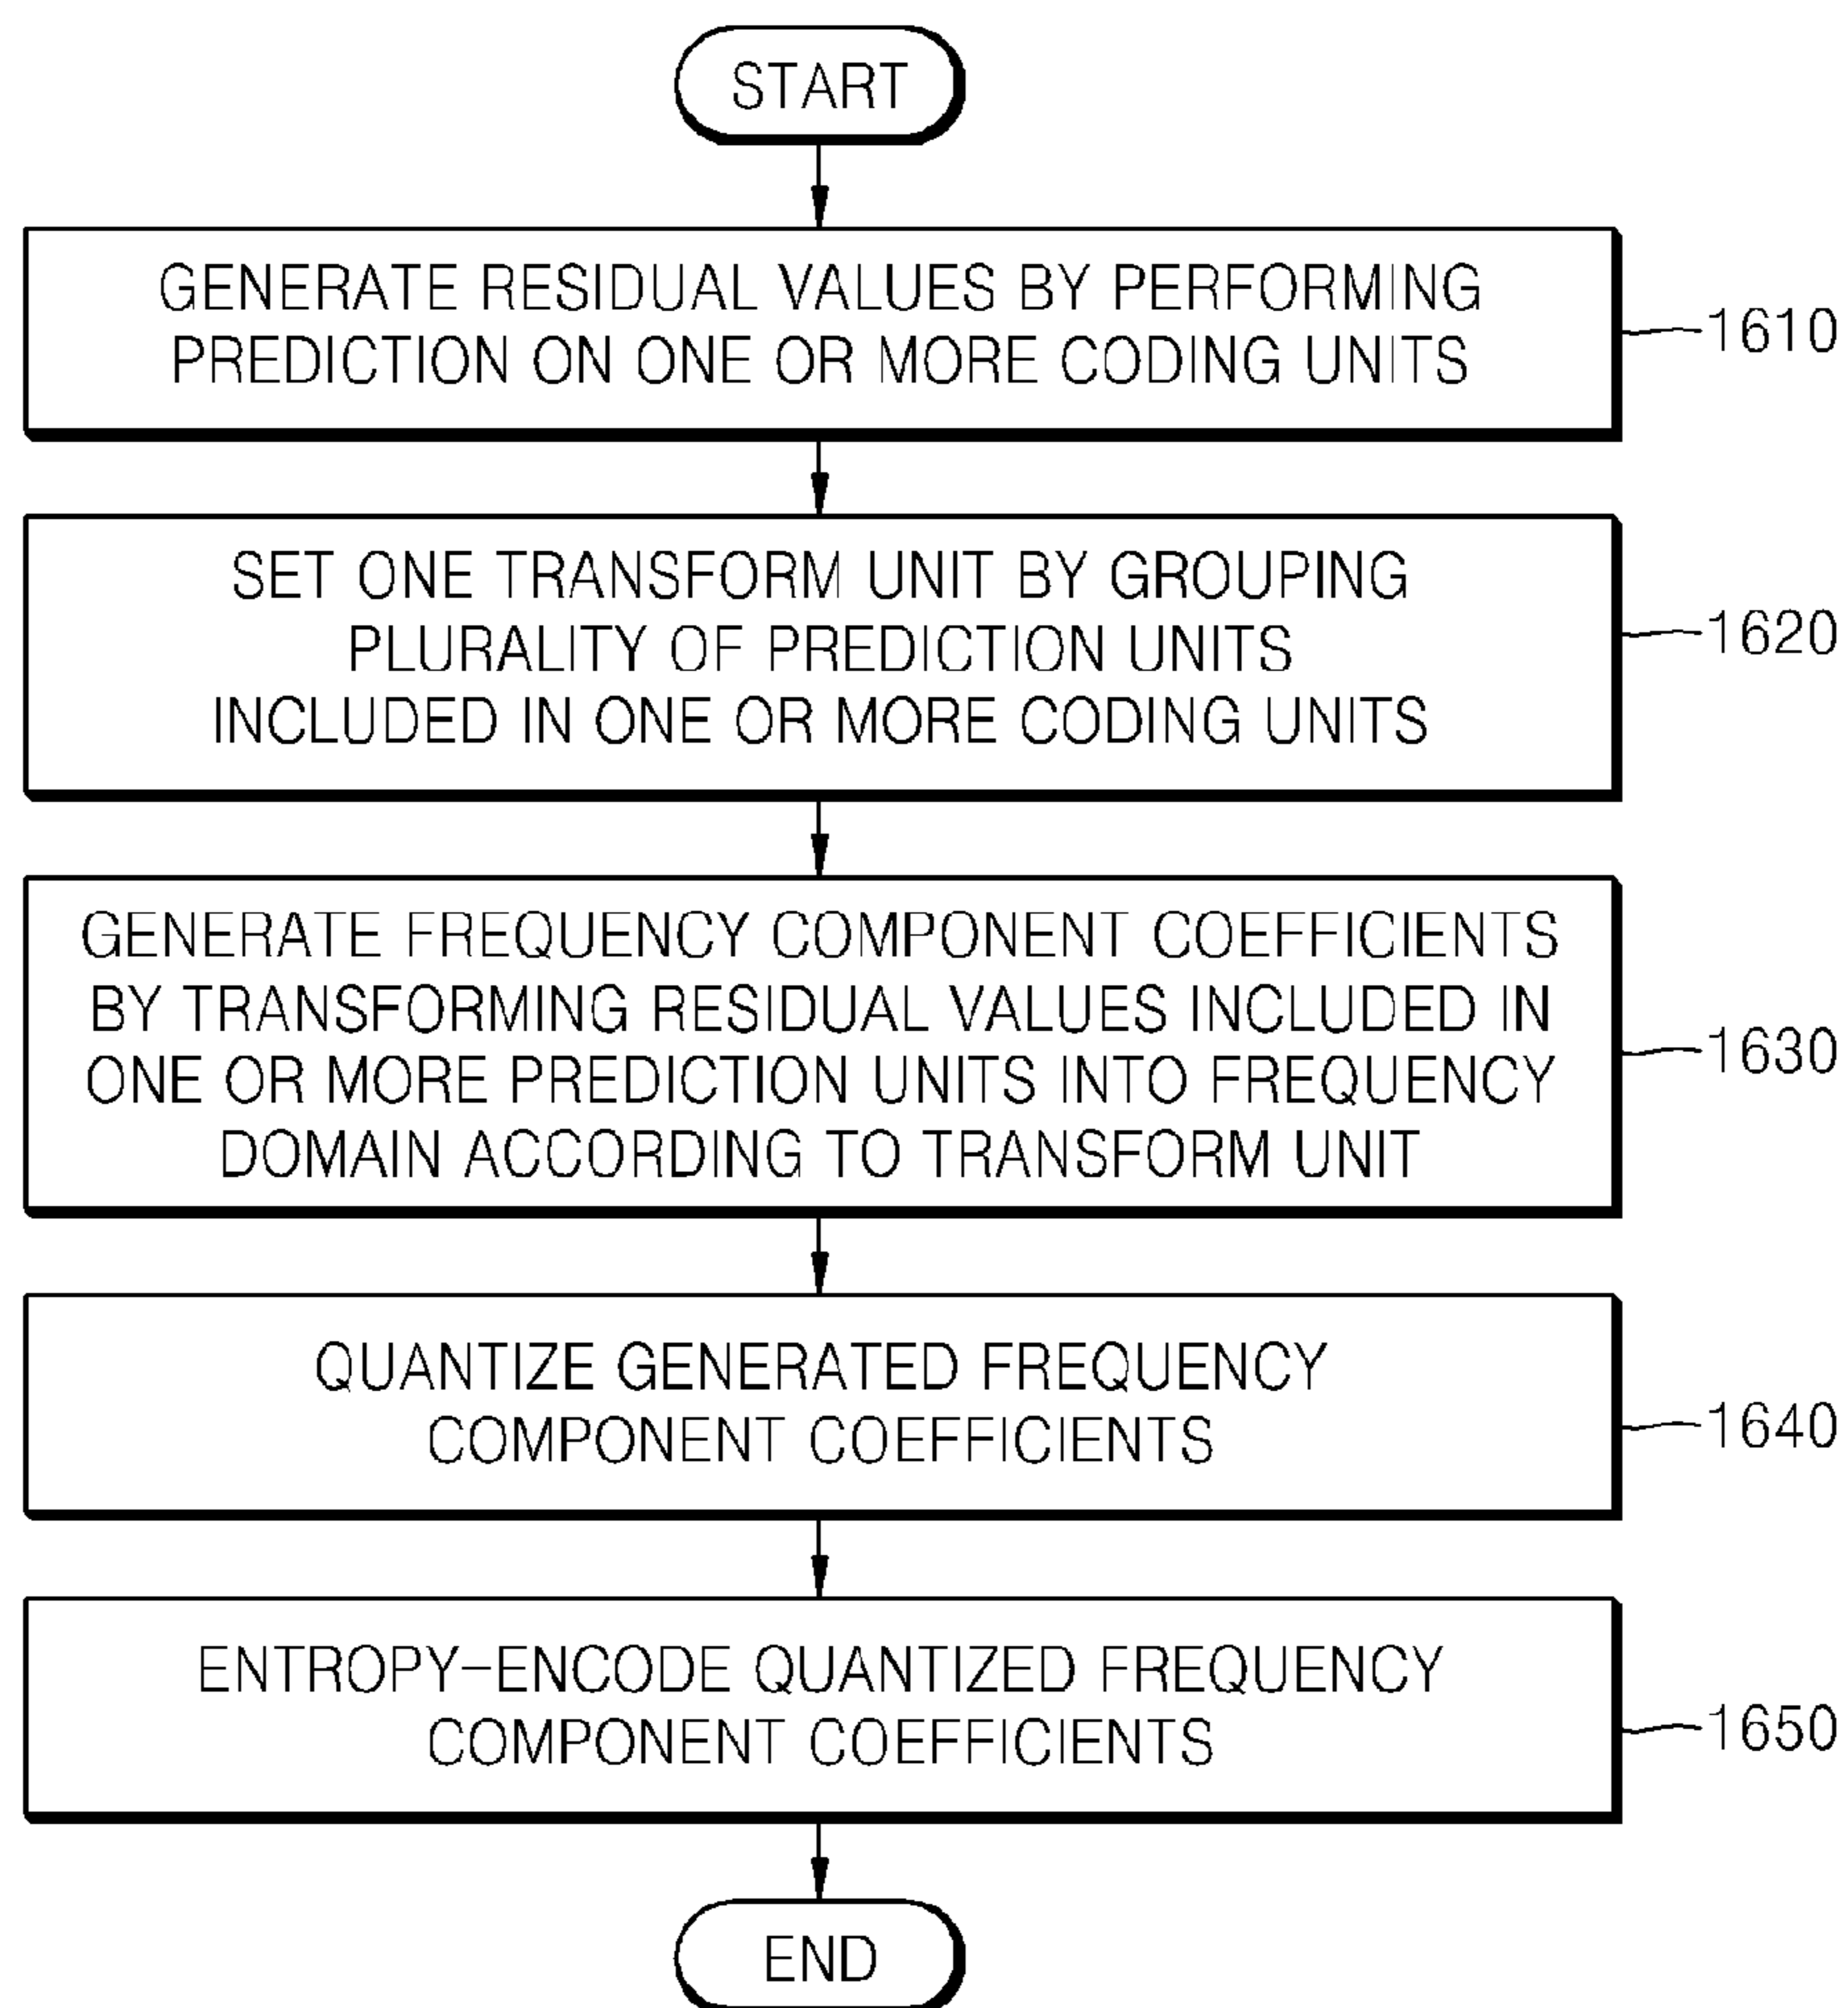 START
GENERATE RESIDUAL VALUES BY PERFORMING
PREDICTION ON ONE OR MORE CODING UNITS
1610
SET ONE TRANSFORM UNIT BY GROUPING
PLURALITY OF PREDICTION UNITS
INCLUDED IN ONE OR MORE CODING UNITS
1620
GENERATE FREQUENCY COMPONENT COEFFICIENTS
BY TRANSFORMING RESIDUAL VALUES INCLUDED IN
ONE OR MORE PREDICTION UNITS INTO FREQUENCY
DOMAIN ACCORDING TO TRANSFORM UNIT
1630
QUANTIZE GENERATED FREQUENCY
COMPONENT COEFFICIENTS
1640
ENTROPY-ENCODE QUANTIZED FREQUENCY
COMPONENT COEFFICIENTS
1650
END